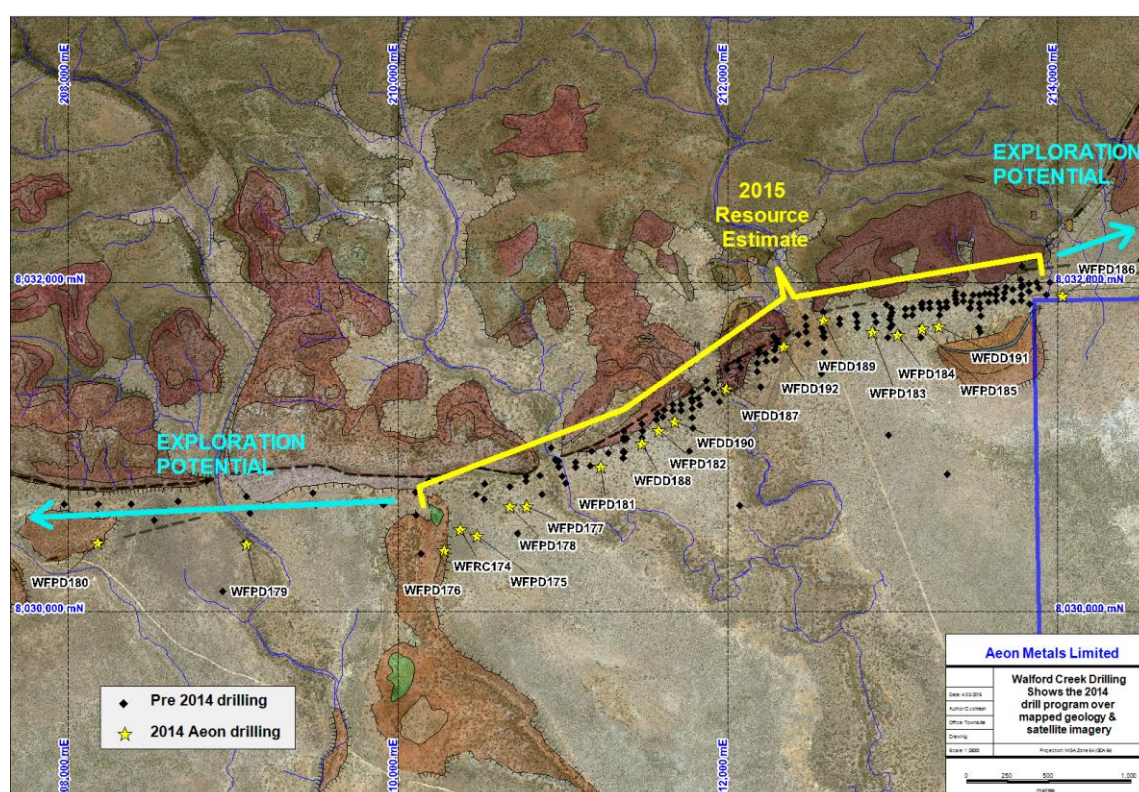 208,000 mE
210,000 mE
212,000 mE
214,000 mE
EXPLORATION
POTENTIAL
2015
Resource
Estimate
8,032,000 mN
8,032,000 mN
WFPD186
WFDD191
WFDD189
WFPD184
WFDD192
WFPD183
WFPD185
WFDD187
WFDD190
WFPD182
WFDD188
EXPLORATION
POTENTIAL
WFPD181
WFPD177
WFPD178
WFRC174
WFPD175
WFPD180
WFPD179
WFPD176
8,030,000 mN
8,030,000 mN
Pre 2014 drilling
2014 Aeon drilling
Aeon Metals Limited
Walford Creek Drilling
Shows the 2014
drill program over
mapped geology &
satellite imagery
Office: Townsville
Drawing:
0 250 500 1,000
metres
208,000 mE
210,000 mE
212,000 mE